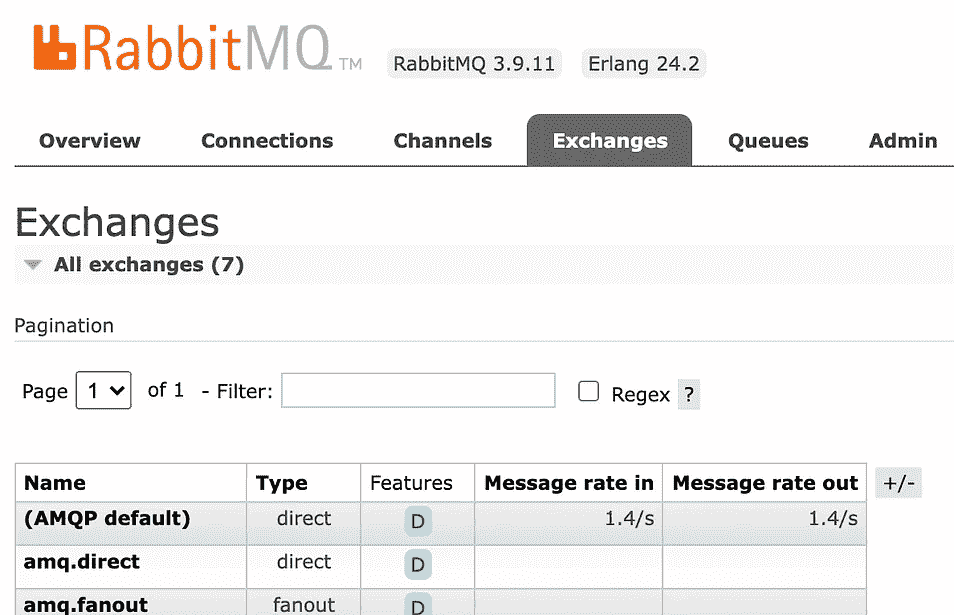 RabbitMQ TM RabbitMQ 3.9.11 Erlang 24.2
Overview Connections Channels Exchanges Queues Admin
Exchanges
All exchanges (7)
Pagination
Page 1 of 1 - Filter: Regex ?
Name Type Features Message rate in Message rate out +/-
(AMQP default) direct D 1.4/s 1.4/s
amq.direct direct D
amq.fanout fanout D